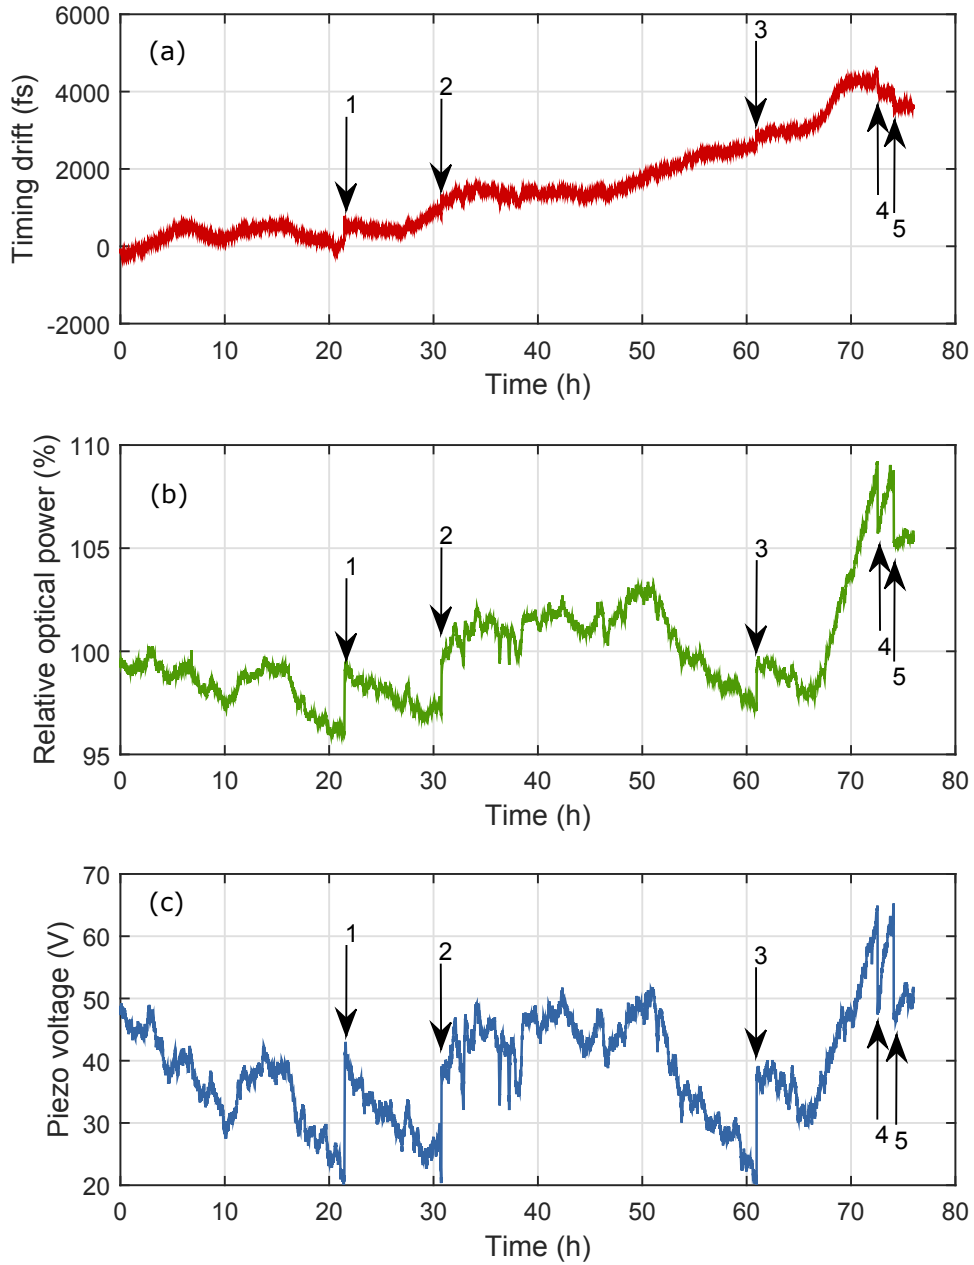 6000
(a)
3
4000
1
2
2000
4
0
5
-2000
0 10 20 30 40 50 60 70 80
Timing drift (fs)
Time (h)
110
(b)
2
3
105
1
4
100
5
95
0 10 20 30 40 50 60 70 80
Relative optical power (%)
Time (h)
70
(c)
1
60
2
3
50
40
4
5
30
20
0 10 20 30 40 50 60 70 80
Piezo voltage (V)
Time (h)